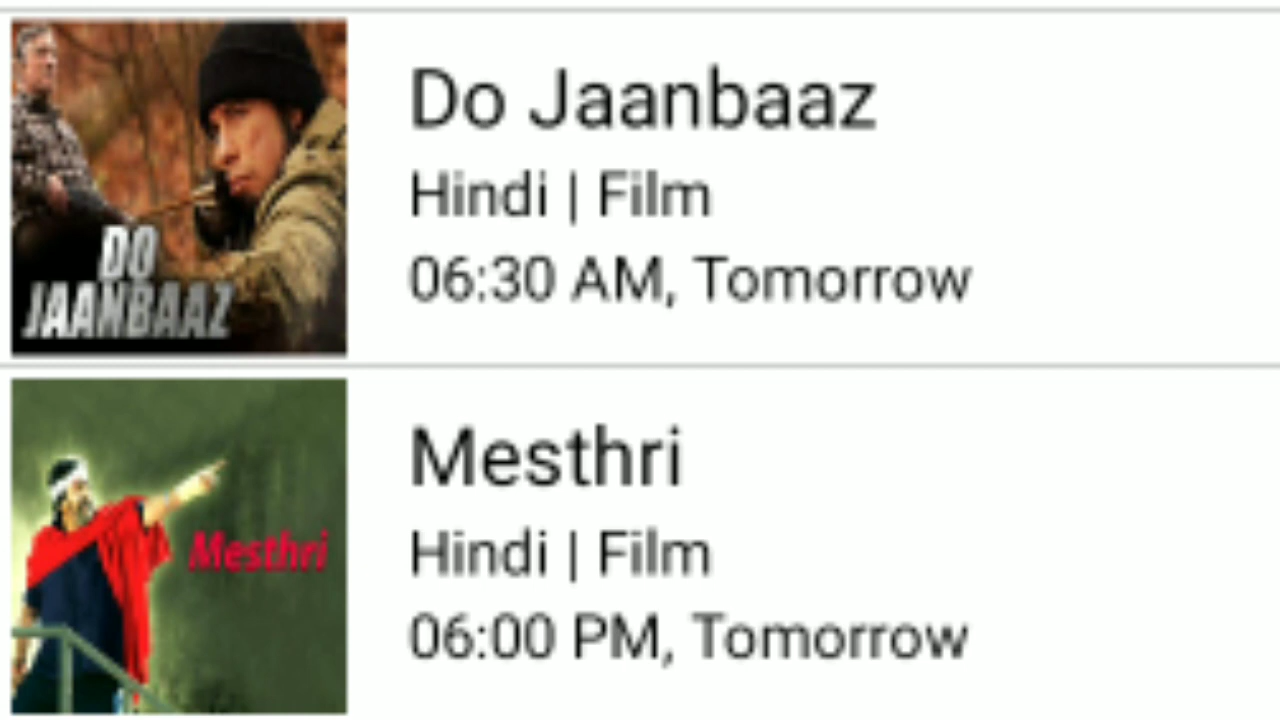 DO
JAANBAAZ
Do Jaanbaaz
Hindi | Film
06:30 AM, Tomorrow
Mesthri
Mesthri
Hindi | Film
06:00 PM, Tomorrow